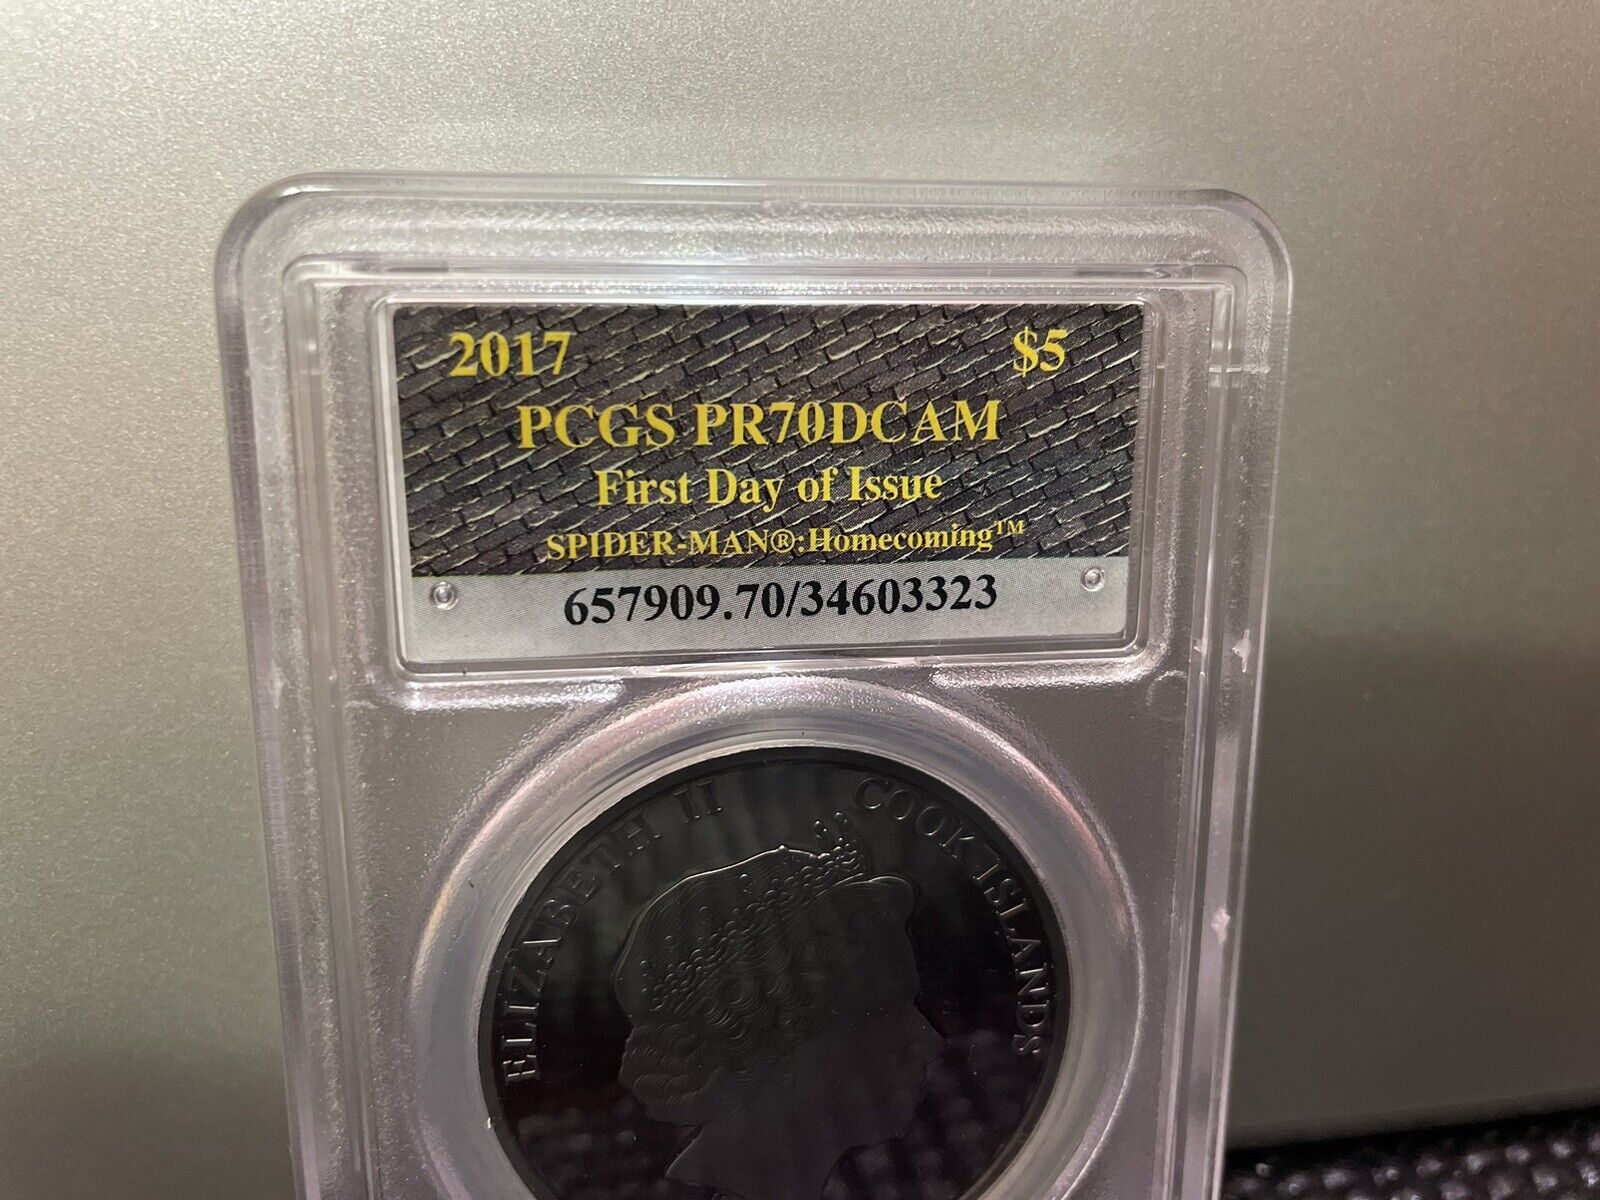 2017 $5
PCGS PR70DCAM
First Day of Issue
SPIDER-MAN®:Homecoming™
657909.70/34603323
ELIZABETH II COOK ISLANDS